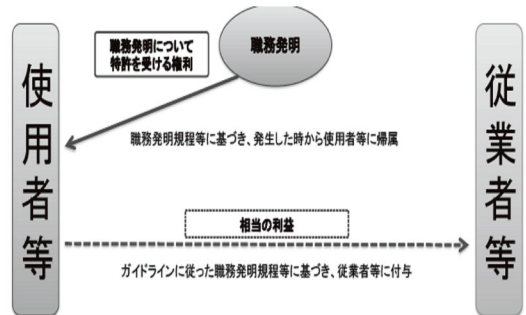 職務発明について
特許を受ける権利
職務発明
使用者等
従業者等
職務発明規程等に基づき、発生した時から使用者等に帰属
相当の利益
ガイドラインに従った職務発明規程等に基づき、従業者等に付与